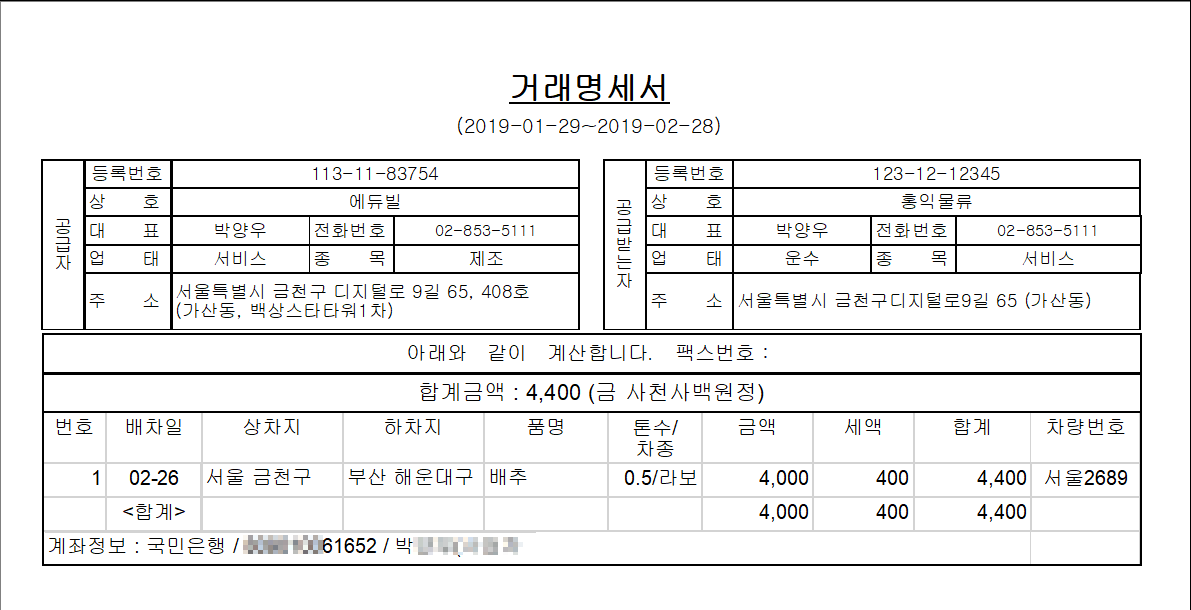 거래명세서
(2019-01-29~2019-02-28)
공급자
등록번호 113-11-83754
상 호 에듀빌
대 표 박양우 전화번호 02-853-5111
업 태 서비스 종 목 제조
주 소 서울특별시 금천구 디지털로 9길 65, 408호
(가산동, 백상스타타워1차)
공급받는자
등록번호 123-12-12345
상 호 홍익물류
대 표 박양우 전화번호 02-853-5111
업 태 운수 종 목 서비스
주 소 서울특별시 금천구디지털로9길 65 (가산동)
아래와 같이 계산합니다. 팩스번호 :
합계금액 : 4,400 (금 사천사백원정)
번호 배차일 상차지 하차지 품명 톤수/차종 금액 세액 합계 차량번호
1 02-26 서울 금천구 부산 해운대구 배추 0.5/라보 4,000 400 4,400 서울2689
<합계> 4,000 400 4,400
계좌정보 : 국민은행 / 61652 / 박